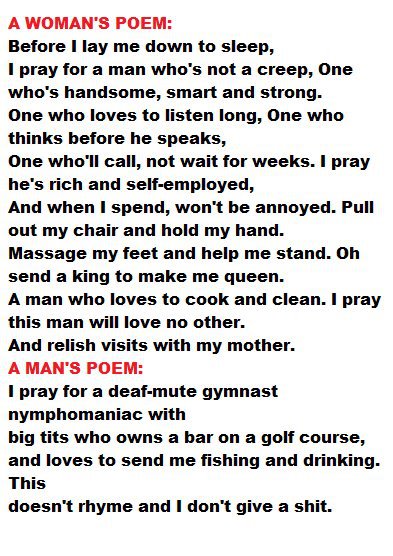 A WOMAN'S POEM:
Before I lay me down to sleep,
I pray for a man who's not a creep, One
who's handsome, smart and strong.
One who loves to listen long, One who
thinks before he speaks,
One who'll call, not wait for weeks. I pray
he's rich and self-employed,
And when I spend, won't be annoyed. Pull
out my chair and hold my hand.
Massage my feet and help me stand. Oh
send a king to make me queen.
A man who loves to cook and clean. I pray
this man will love no other.
And relish visits with my mother.
A MAN'S POEM:
I pray for a deaf-mute gymnast
nymphomaniac with
big tits who owns a bar on a golf course,
and loves to send me fishing and drinking.
This
doesn't rhyme and I don't give a shit.